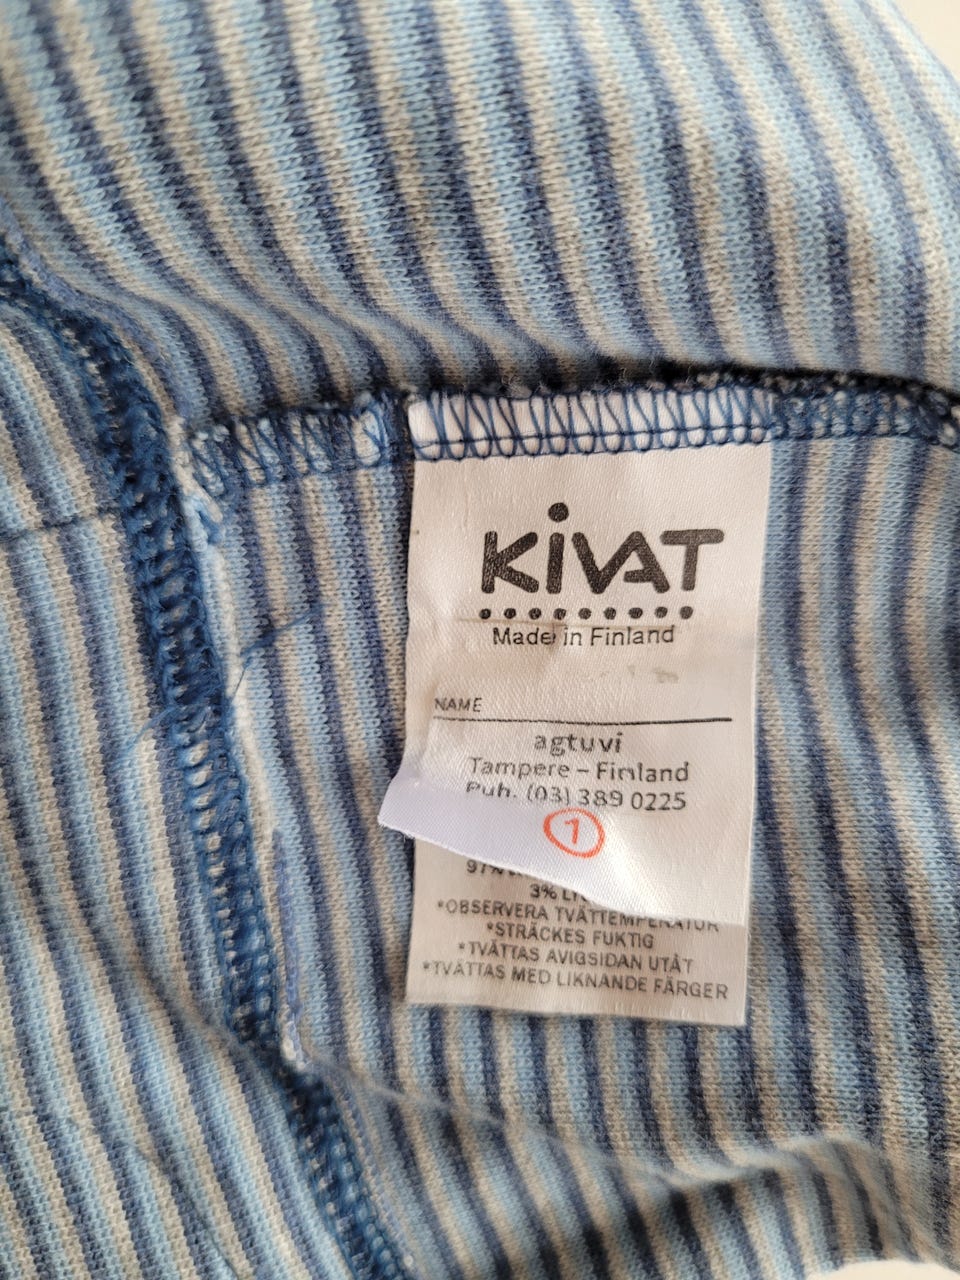 KIVAT
Made in Finland
NAME
agtuvi
Tampere – Finland
Puh. (03) 389 0225
1
97%
3%
*OBSERVERA TVÄTTEMPERATUR
*STRÄCKES FUKTIG
*TVÄTTAS AVIGSIDAN UTÅT
*TVÄTTAS MED LIKNANDE FÄRGER